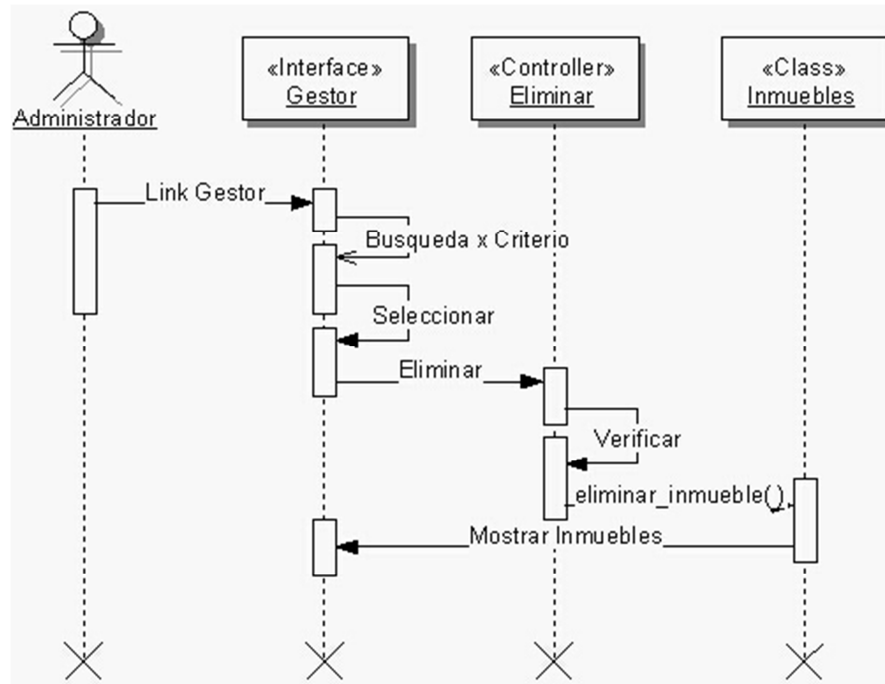 «Interface»
Gestor
«Controller»
Eliminar
«Class»
Inmuebles
Administrador
Link Gestor
Busqueda x Criterio
Seleccionar
Eliminar
Verificar
eliminar_inmueble()
Mostrar Inmuebles